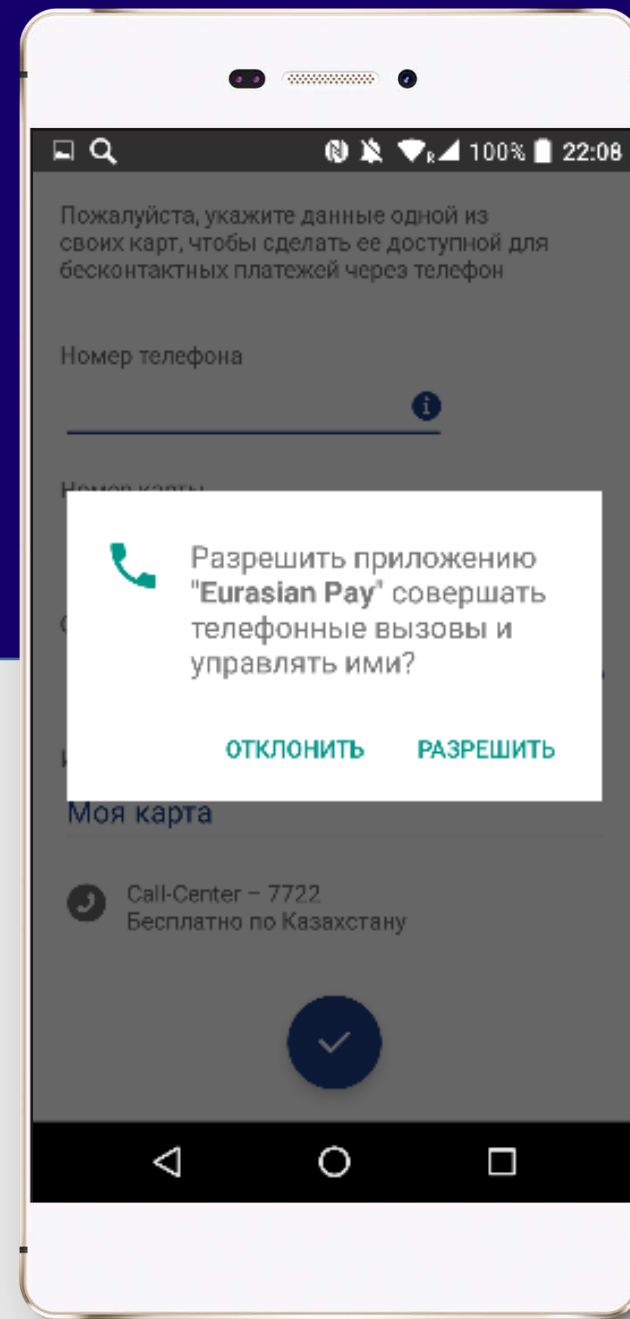 100% 22:08
Пожалуйста, укажите данные одной из
своих карт, чтобы сделать ее доступной для
бесконтактных платежей через телефон
Номер телефона
Номер карты
Разрешить приложению
"Eurasian Pay" совершать
телефонные вызовы и
управлять ими?
ОТКЛОНИТЬ РАЗРЕШИТЬ
Моя карта
Call-Center – 7722
Бесплатно по Казахстану